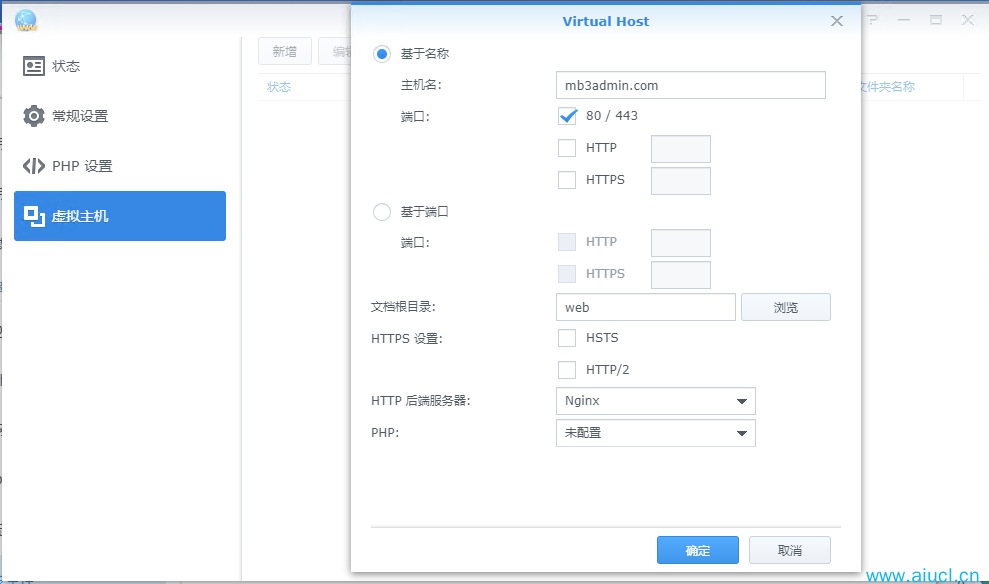 Virtual Host
新增
状态
文件夹名称
状态
常规设置
PHP 设置
虚拟主机
基于名称
主机名: mb3admin.com
端口: 80 / 443
HTTP
HTTPS
基于端口
端口: HTTP
HTTPS
文档根目录: web 浏览
HTTPS 设置: HSTS
HTTP/2
HTTP 后端服务器: Nginx
PHP: 未配置
确定 取消
www.aiucl.cn